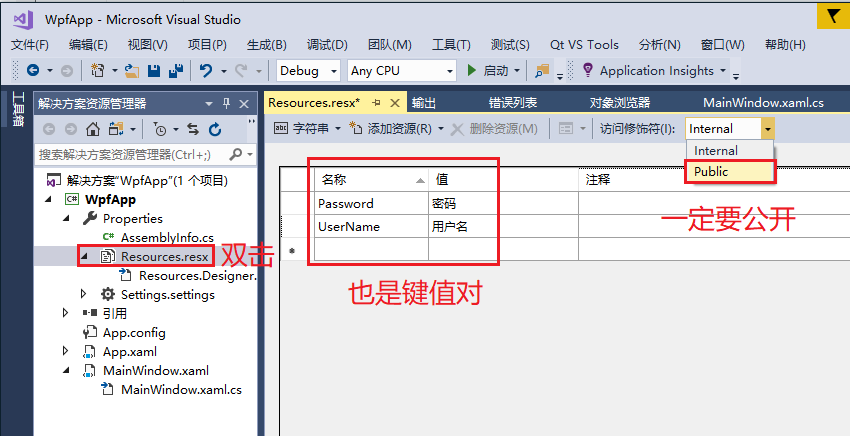 WpfApp - Microsoft Visual Studio
文件(F) 编辑(E) 视图(V) 项目(P) 生成(B) 调试(D) 团队(M) 工具(T) 测试(S) Qt VS Tools 分析(N) 窗口(W) 帮助(H)
Debug Any CPU 启动 Application Insights
工具箱
解决方案资源管理器
搜索解决方案资源管理器(Ctrl+;)
解决方案"WpfApp"(1 个项目)
WpfApp
Properties
AssemblyInfo.cs
Resources.resx 双击
Resources.Designer.
Settings.settings
引用
App.config
App.xaml
MainWindow.xaml
MainWindow.xaml.cs
Resources.resx* 输出 错误列表 对象浏览器 MainWindow.xaml.cs
字符串 添加资源(R) 删除资源(M) 访问修饰符(I): Internal
Internal
Public
名称 值 注释
Password 密码
UserName 用户名
*
一定要公开
也是键值对